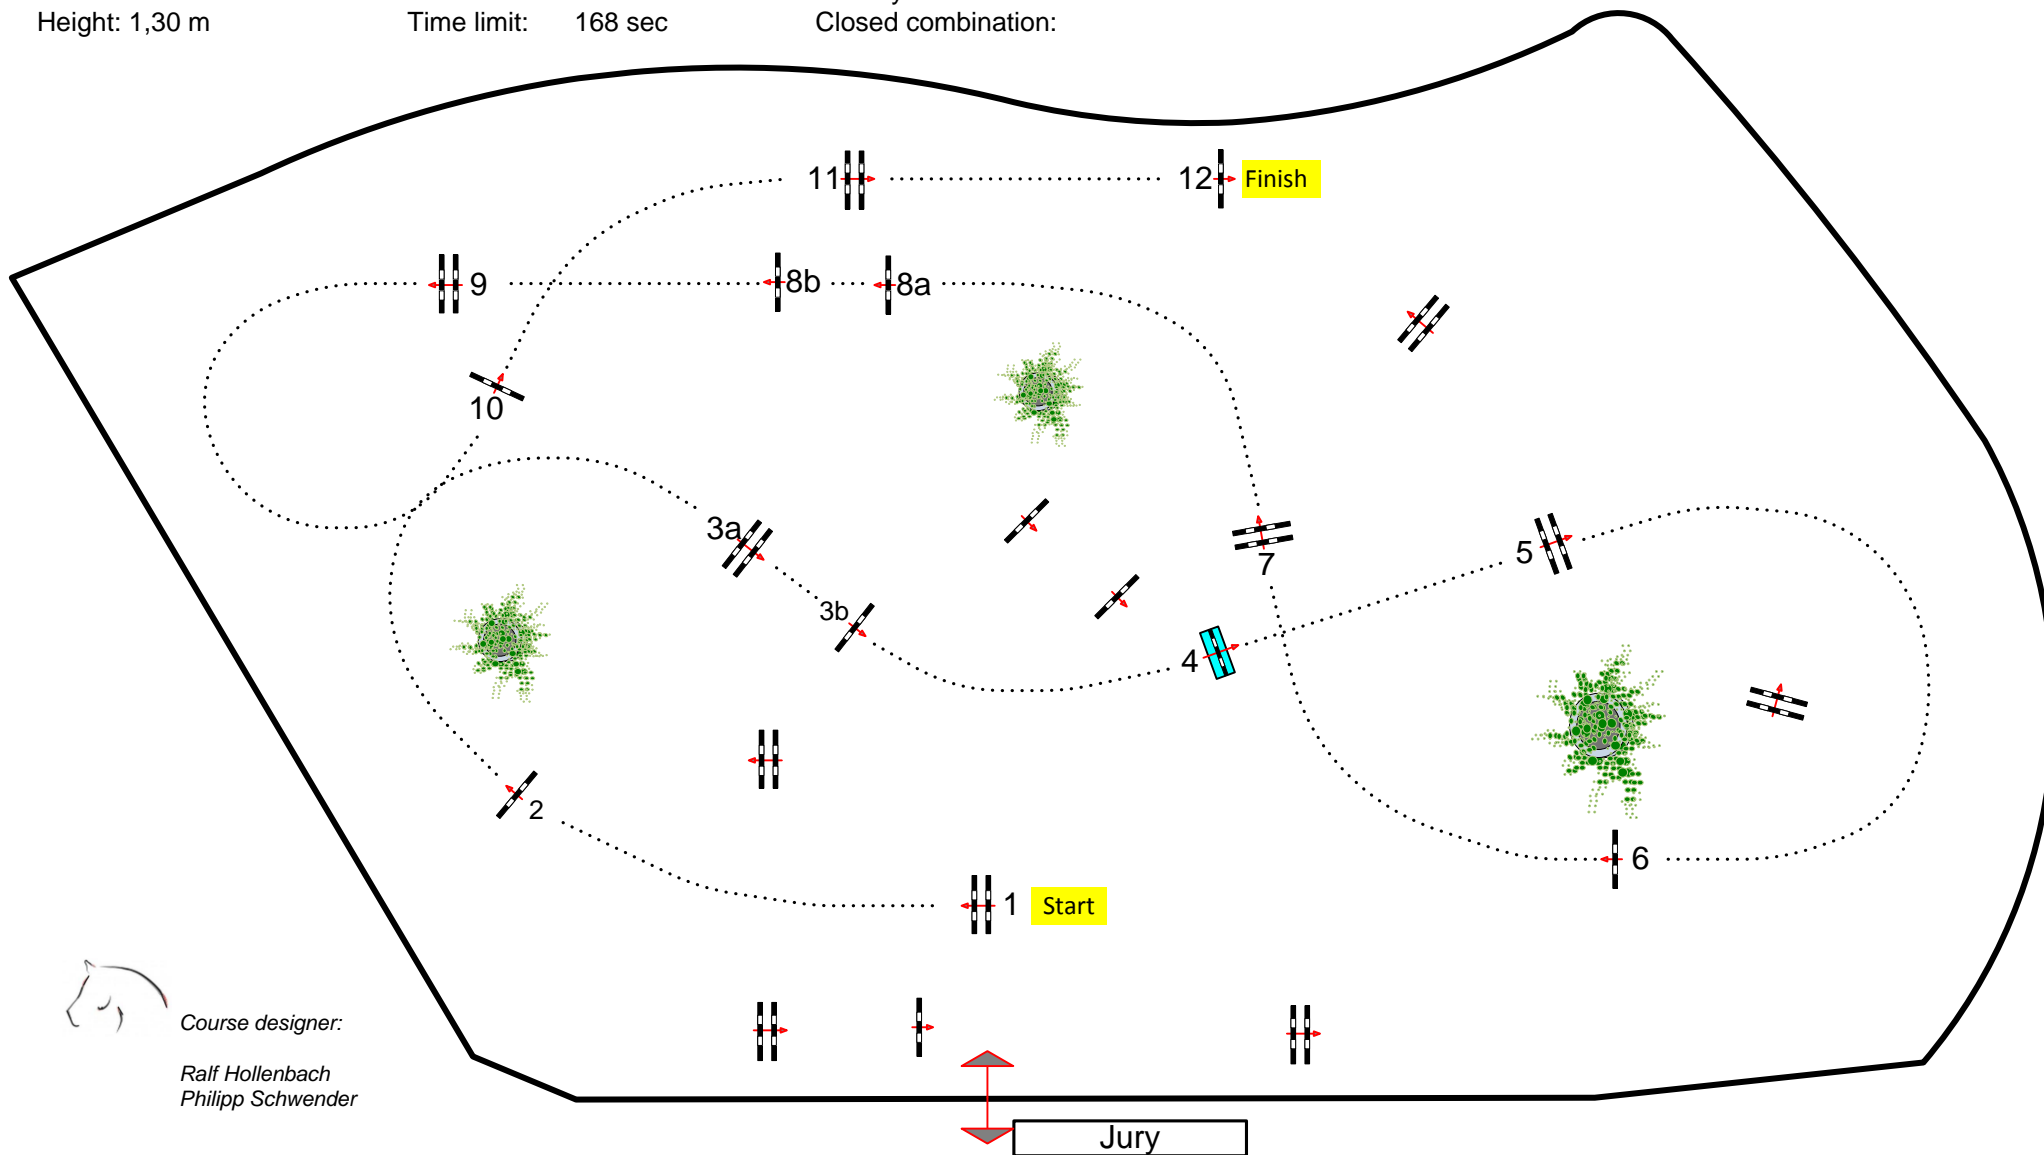 Height: 1,30 m Time limit: 168 sec Closed combination:
11
12 Finish
9
8b
8a
10
3a
3b
7
5
4
2
6
1 Start
Course designer:
Ralf Hollenbach
Philipp Schwender
Jury